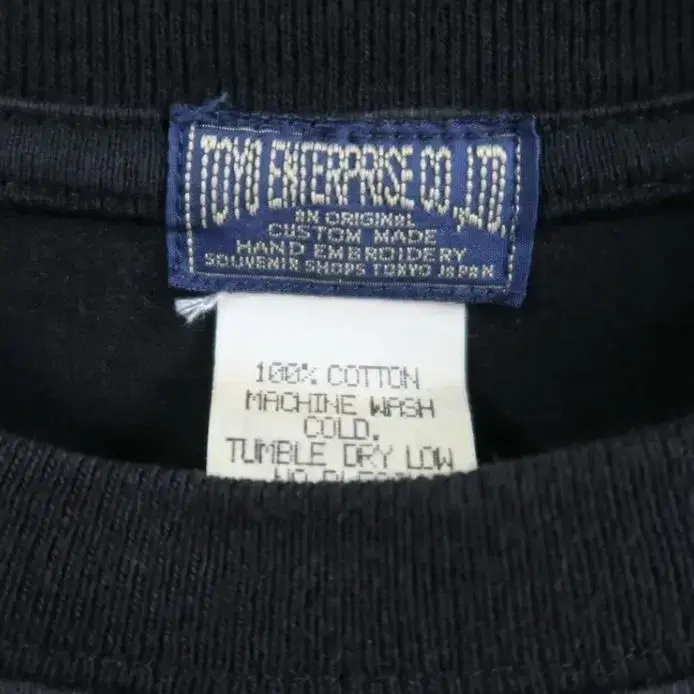 TOYO ENTERPRISE CO.,LTD.
AN ORIGINAL
CUSTOM MADE
HAND EMBROIDERY
SOUVENIR SHOPS TOKYO JAPAN
100% COTTON
MACHINE WASH
COLD.
TUMBLE DRY LOW
NO